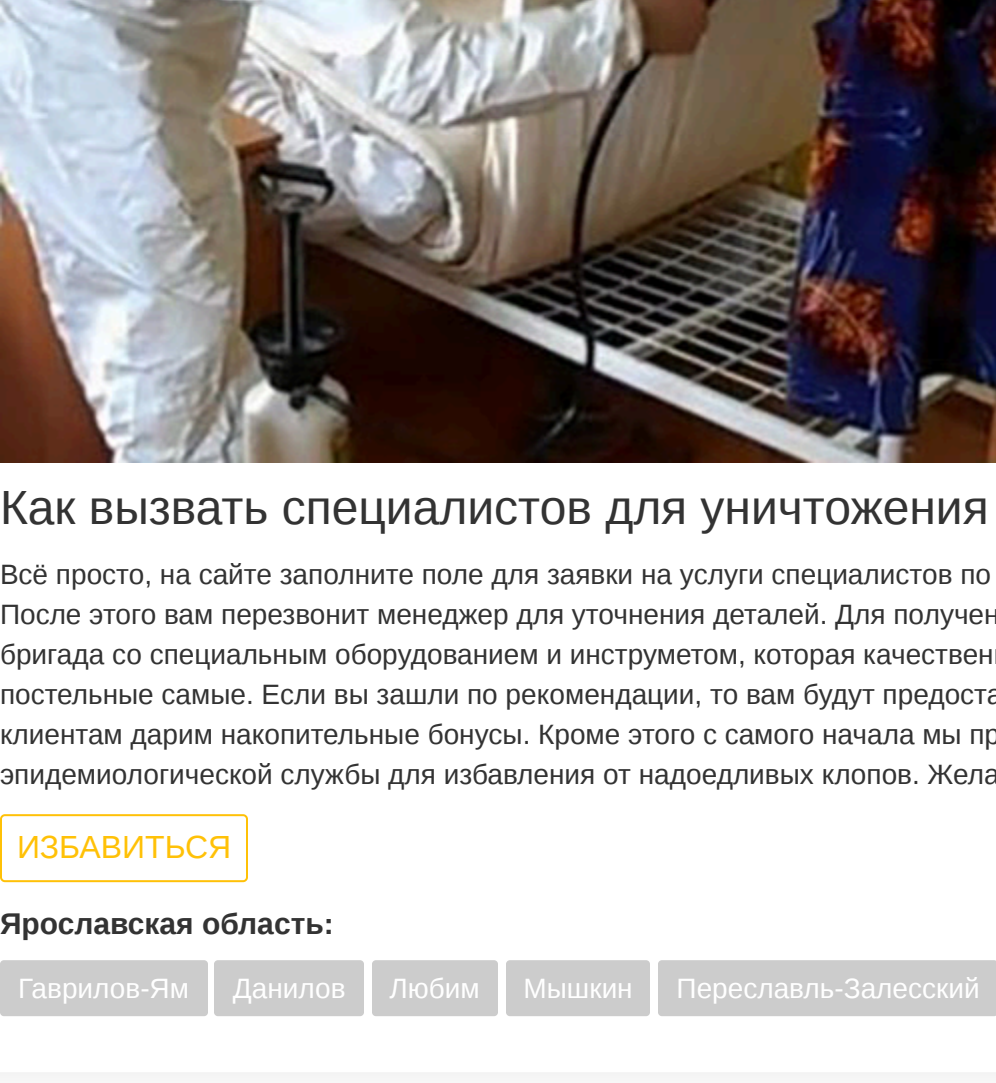 Как вызвать специалистов для уничтожения
Всё просто, на сайте заполните поле для заявки на услуги специалистов по
После этого вам перезвонит менеджер для уточнения деталей. Для получен
бригада со специальным оборудованием и инструметом, которая качествен
постельные самые. Если вы зашли по рекомендации, то вам будут предоста
клиентам дарим накопительные бонусы. Кроме этого с самого начала мы пр
эпидемиологической службы для избавления от надоедливых клопов. Жела
ИЗБАВИТЬСЯ
Ярославская область:
Гаврилов-Ям Данилов Любим Мышкин Переславль-Залесский